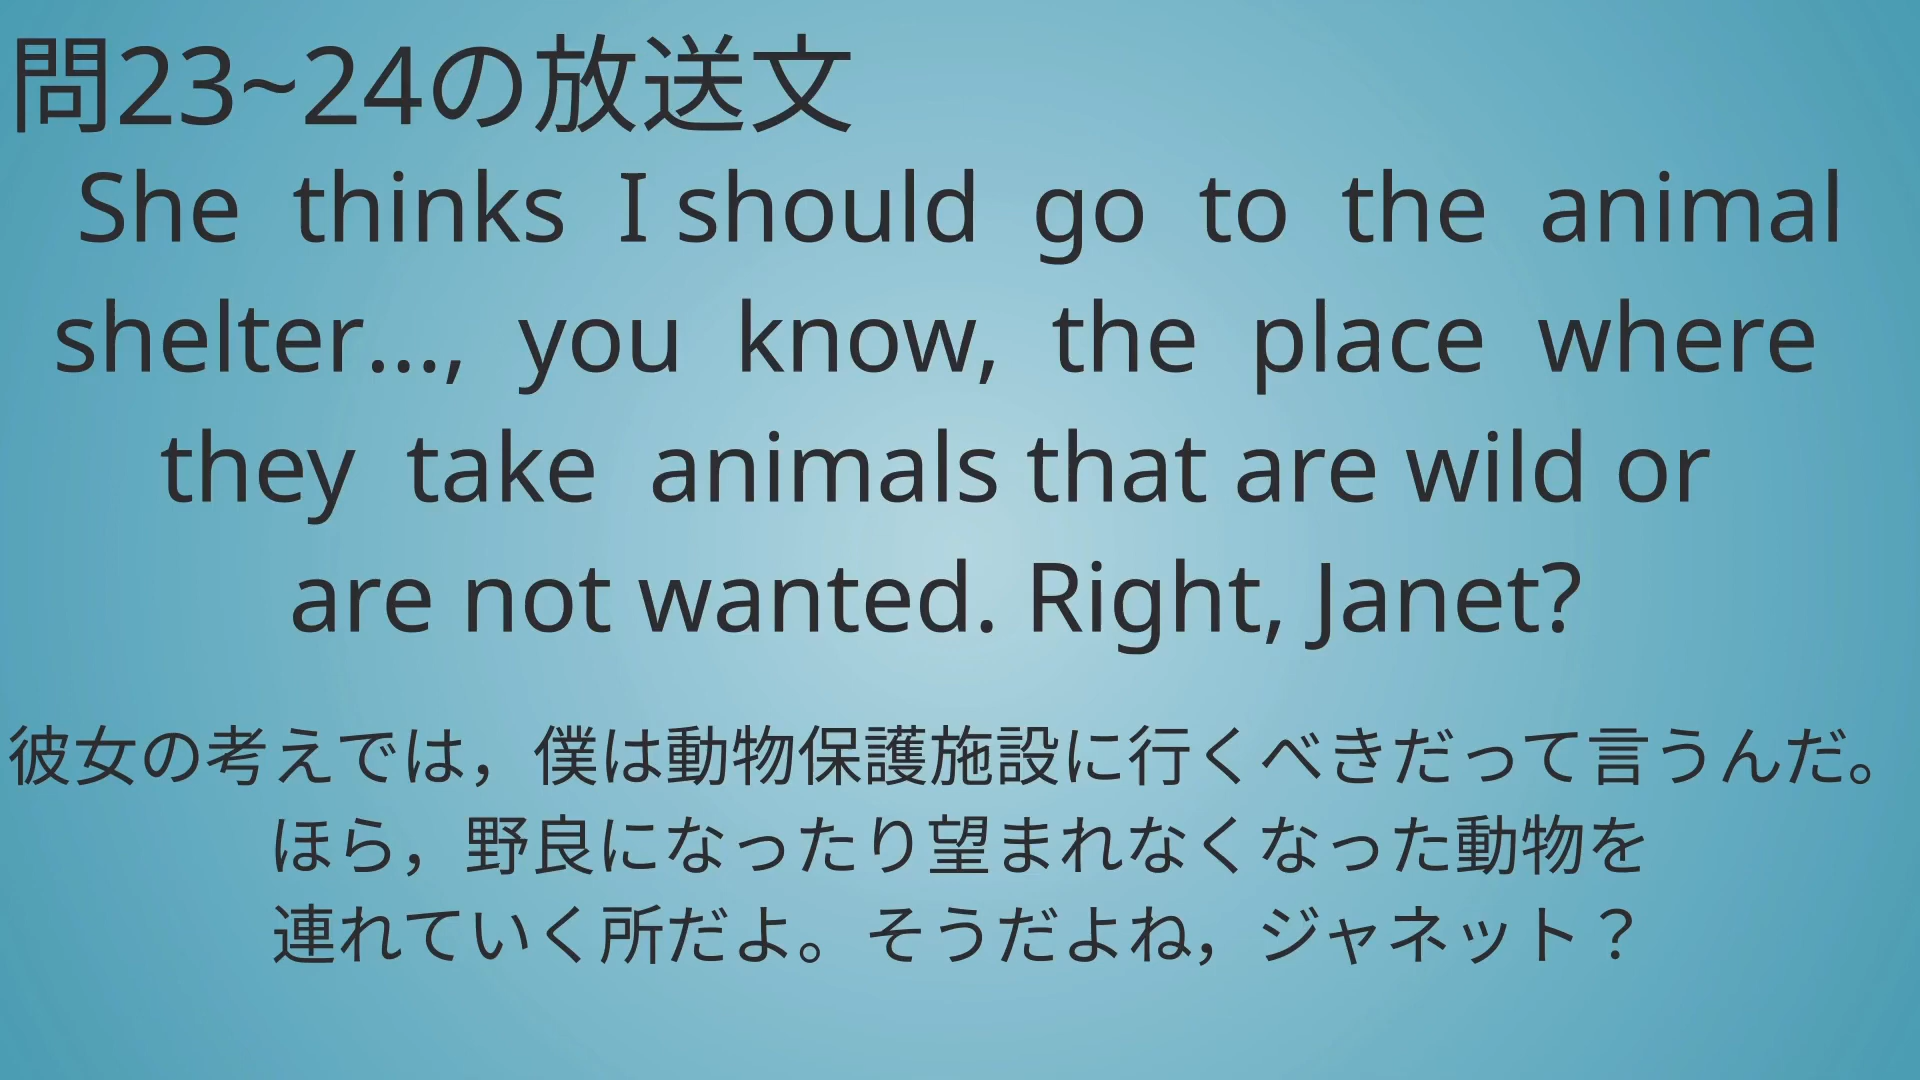 問23~24の放送文
She thinks I should go to the animal
shelter..., you know, the place where
they take animals that are wild or
are not wanted. Right, Janet?
彼女の考えでは，僕は動物保護施設に行くべきだって言うんだ。
ほら，野良になったり望まれなくなった動物を
連れていく所だよ。そうだよね，ジャネット？